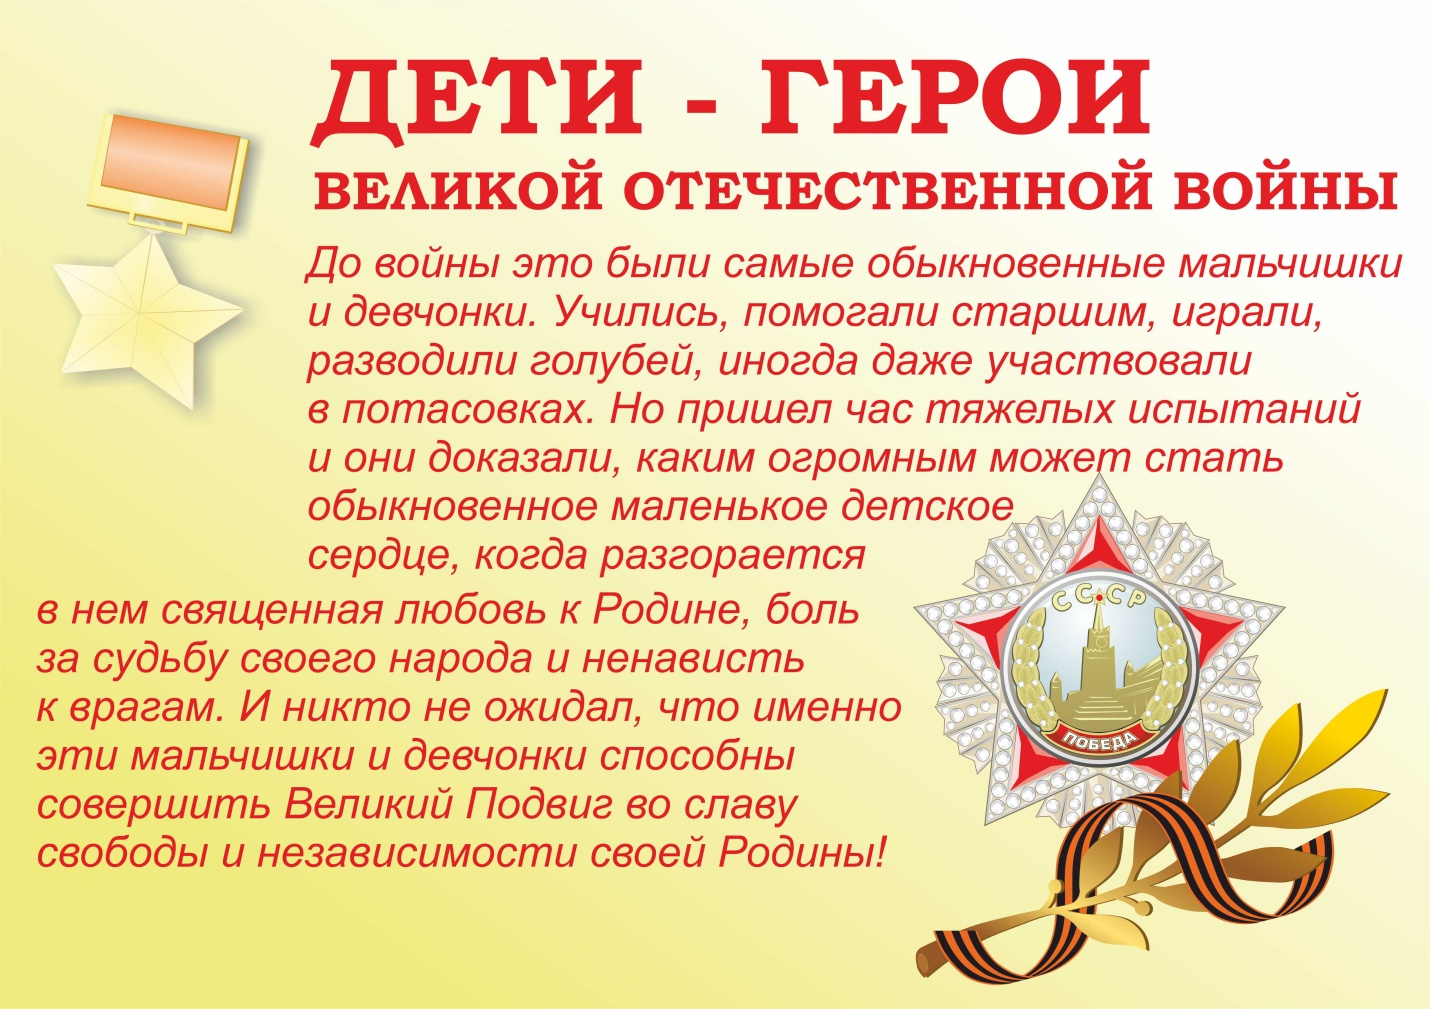 ДЕТИ - ГЕРОИ
ВЕЛИКОЙ ОТЕЧЕСТВЕННОЙ ВОЙНЫ
До войны это были самые обыкновенные мальчишки
и девчонки. Учились, помогали старшим, играли,
разводили голубей, иногда даже участвовали
в потасовках. Но пришел час тяжелых испытаний
и они доказали, каким огромным может стать
обыкновенное маленькое детское
сердце, когда разгорается
в нем священная любовь к Родине, боль
за судьбу своего народа и ненависть
к врагам. И никто не ожидал, что именно
эти мальчишки и девчонки способны
совершить Великий Подвиг во славу
свободы и независимости своей Родины!
СССР
ПОБЕДА